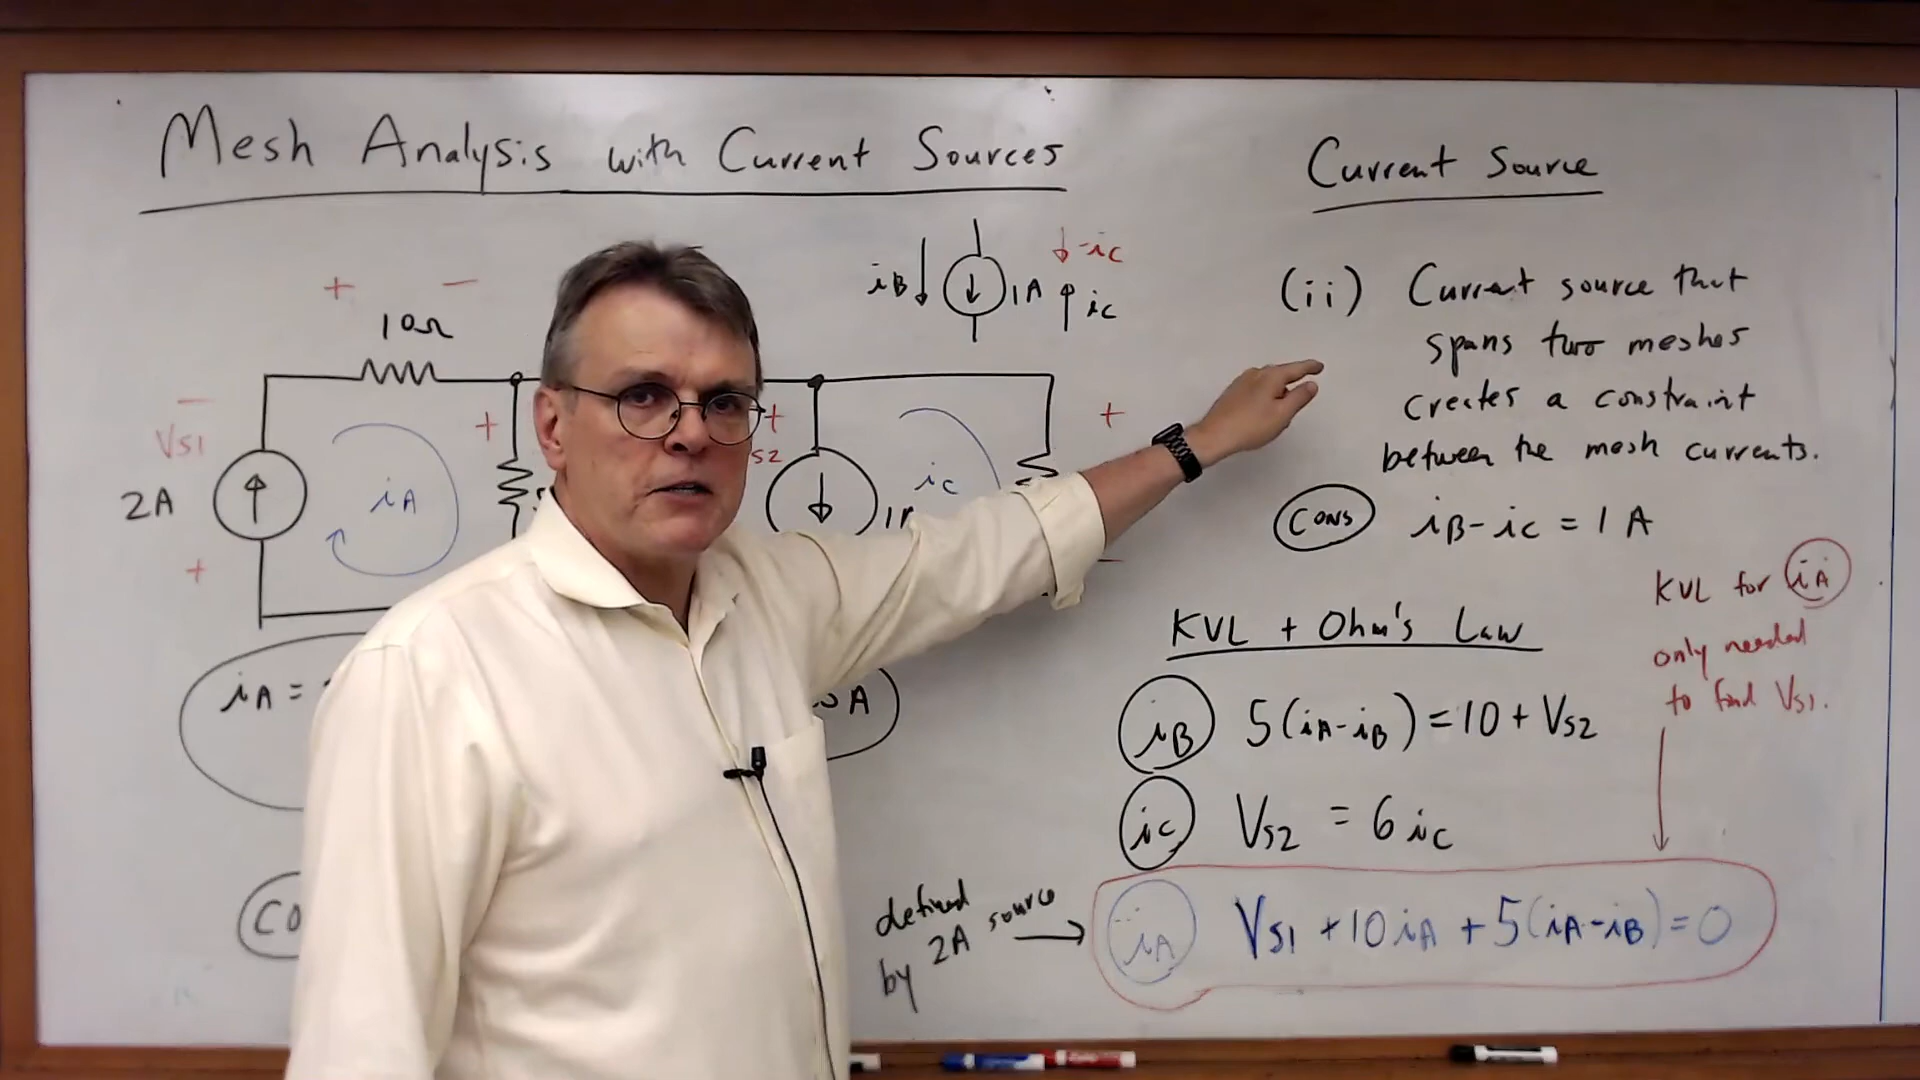 Mesh Analysis with Current Sources
iB
1A
-iC
iC
+ -
10Ω
-
VS1
2A
+
iA
+
+
S2
iC
+
-
iA =
A
CO
Current Source
(ii) Current source that
spans two meshes
creates a constraint
between the mesh currents.
CONS iB-iC = 1 A
KVL + Ohm's Law
iB 5(iA-iB) = 10 + VS2
iC VS2 = 6 iC
iA VS1 + 10 iA + 5(iA-iB) = 0
KVL for iA
only needed
to find VS1.
defined
by 2A source